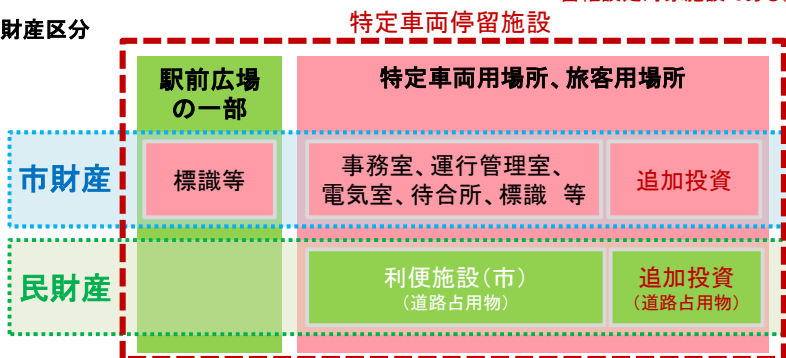 財産区分
特定車両停留施設
駅前広場
の一部
特定車両用場所、旅客用場所
市財産
標識等
事務室、運行管理室、
電気室、待合所、標識 等
追加投資
民財産
利便施設(市)
(道路占用物)
追加投資
(道路占用物)